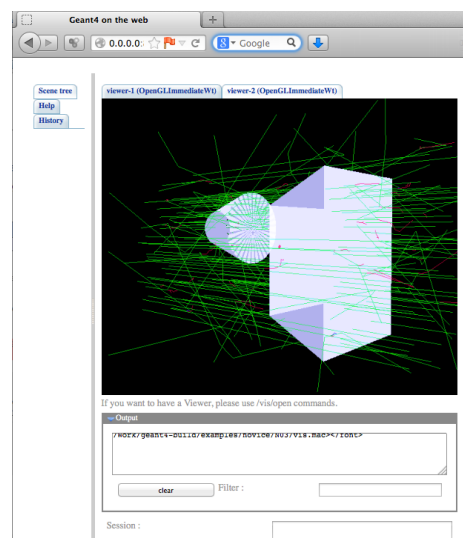 Geant4 on the web
0.0.0.0:
Google
Scene tree
Help
History
viewer-1 (OpenGLImmediateWt)
viewer-2 (OpenGLImmediateWt)
If you want to have a Viewer, please use /vis/open commands.
Output
/work/geant4-build/examples/novice/N03/vis.mac></font>
clear
Filter :
Session :